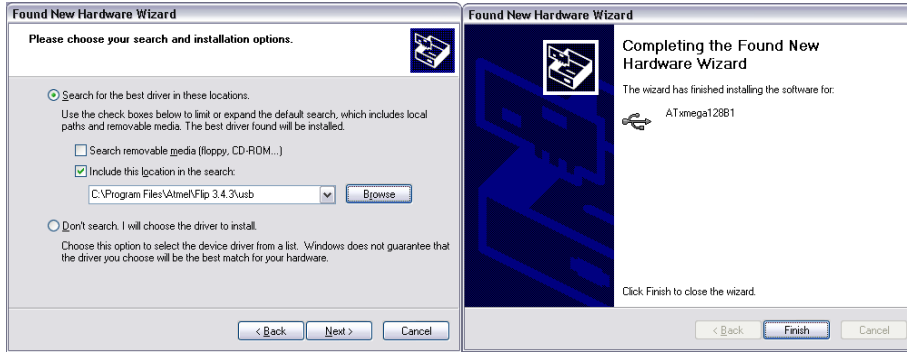 Found New Hardware Wizard
Please choose your search and installation options.
Search for the best driver in these locations.
Use the check boxes below to limit or expand the default search, which includes local
paths and removable media. The best driver found will be installed.
Search removable media (floppy, CD-ROM...)
Include this location in the search:
C:\Program Files\Atmel\Flip 3.4.3\usb
Browse
Don't search. I will choose the driver to install.
Choose this option to select the device driver from a list. Windows does not guarantee that
the driver you choose will be the best match for your hardware.
< Back
Next >
Cancel
Found New Hardware Wizard
Completing the Found New
Hardware Wizard
The wizard has finished installing the software for:
ATxmega128B1
Click Finish to close the wizard.
< Back
Finish
Cancel